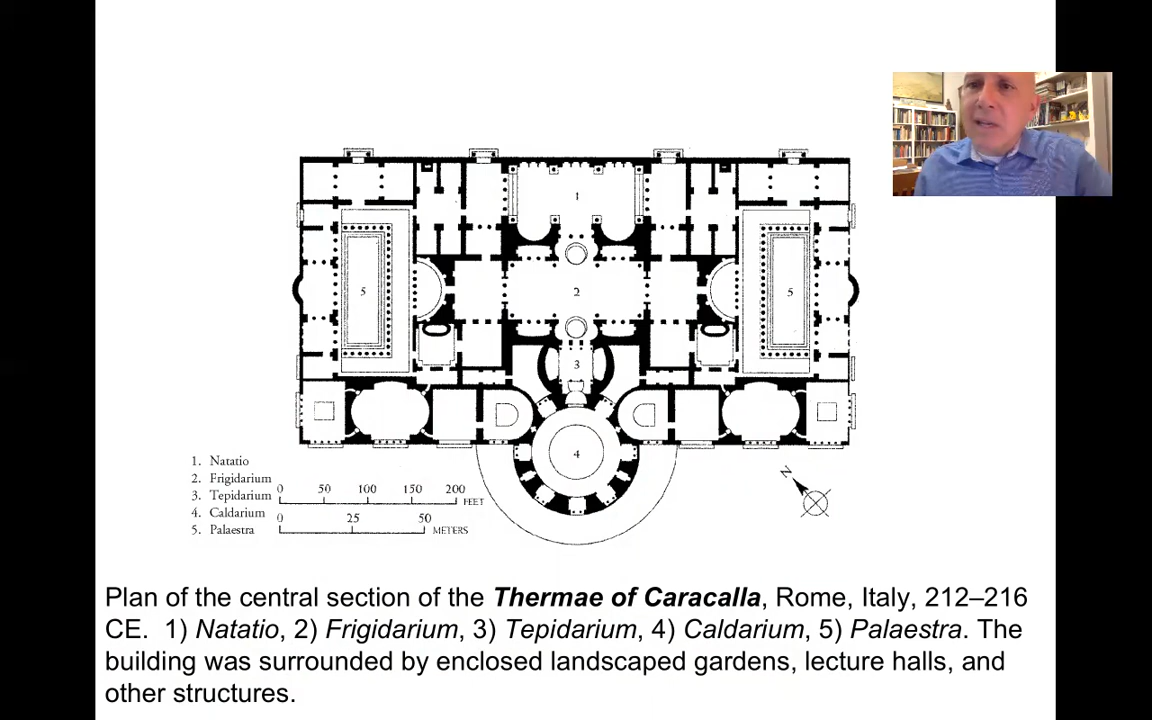 1
5
2
5
3
4
N
1. Natatio
2. Frigidarium
3. Tepidarium
4. Caldarium
5. Palaestra
0 50 100 150 200 FEET
0 25 50 METERS
Plan of the central section of the Thermae of Caracalla, Rome, Italy, 212–216
CE. 1) Natatio, 2) Frigidarium, 3) Tepidarium, 4) Caldarium, 5) Palaestra. The
building was surrounded by enclosed landscaped gardens, lecture halls, and
other structures.